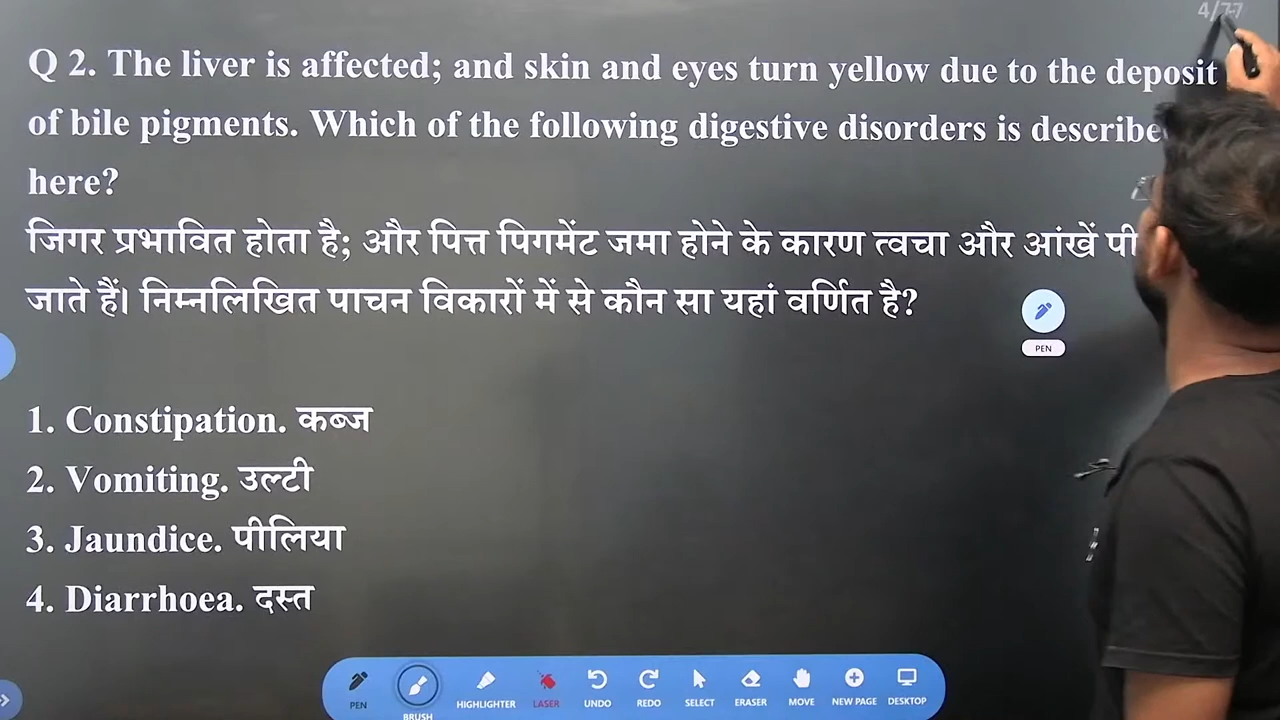 4/77
Q 2. The liver is affected; and skin and eyes turn yellow due to the deposit
of bile pigments. Which of the following digestive disorders is
here?
जिगर प्रभावित होता है; और पित्त पिगमेंट जमा होने के कारण त्वचा और आंखें
जाते हैं। निम्नलिखित पाचन विकारों में से कौन सा यहां वर्णित है?
PEN
1. Constipation. कब्ज
2. Vomiting. उल्टी
3. Jaundice. पीलिया
4. Diarrhoea. दस्त
PEN BRUSH HIGHLIGHTER LASER UNDO REDO SELECT ERASER MOVE NEW PAGE DESKTOP